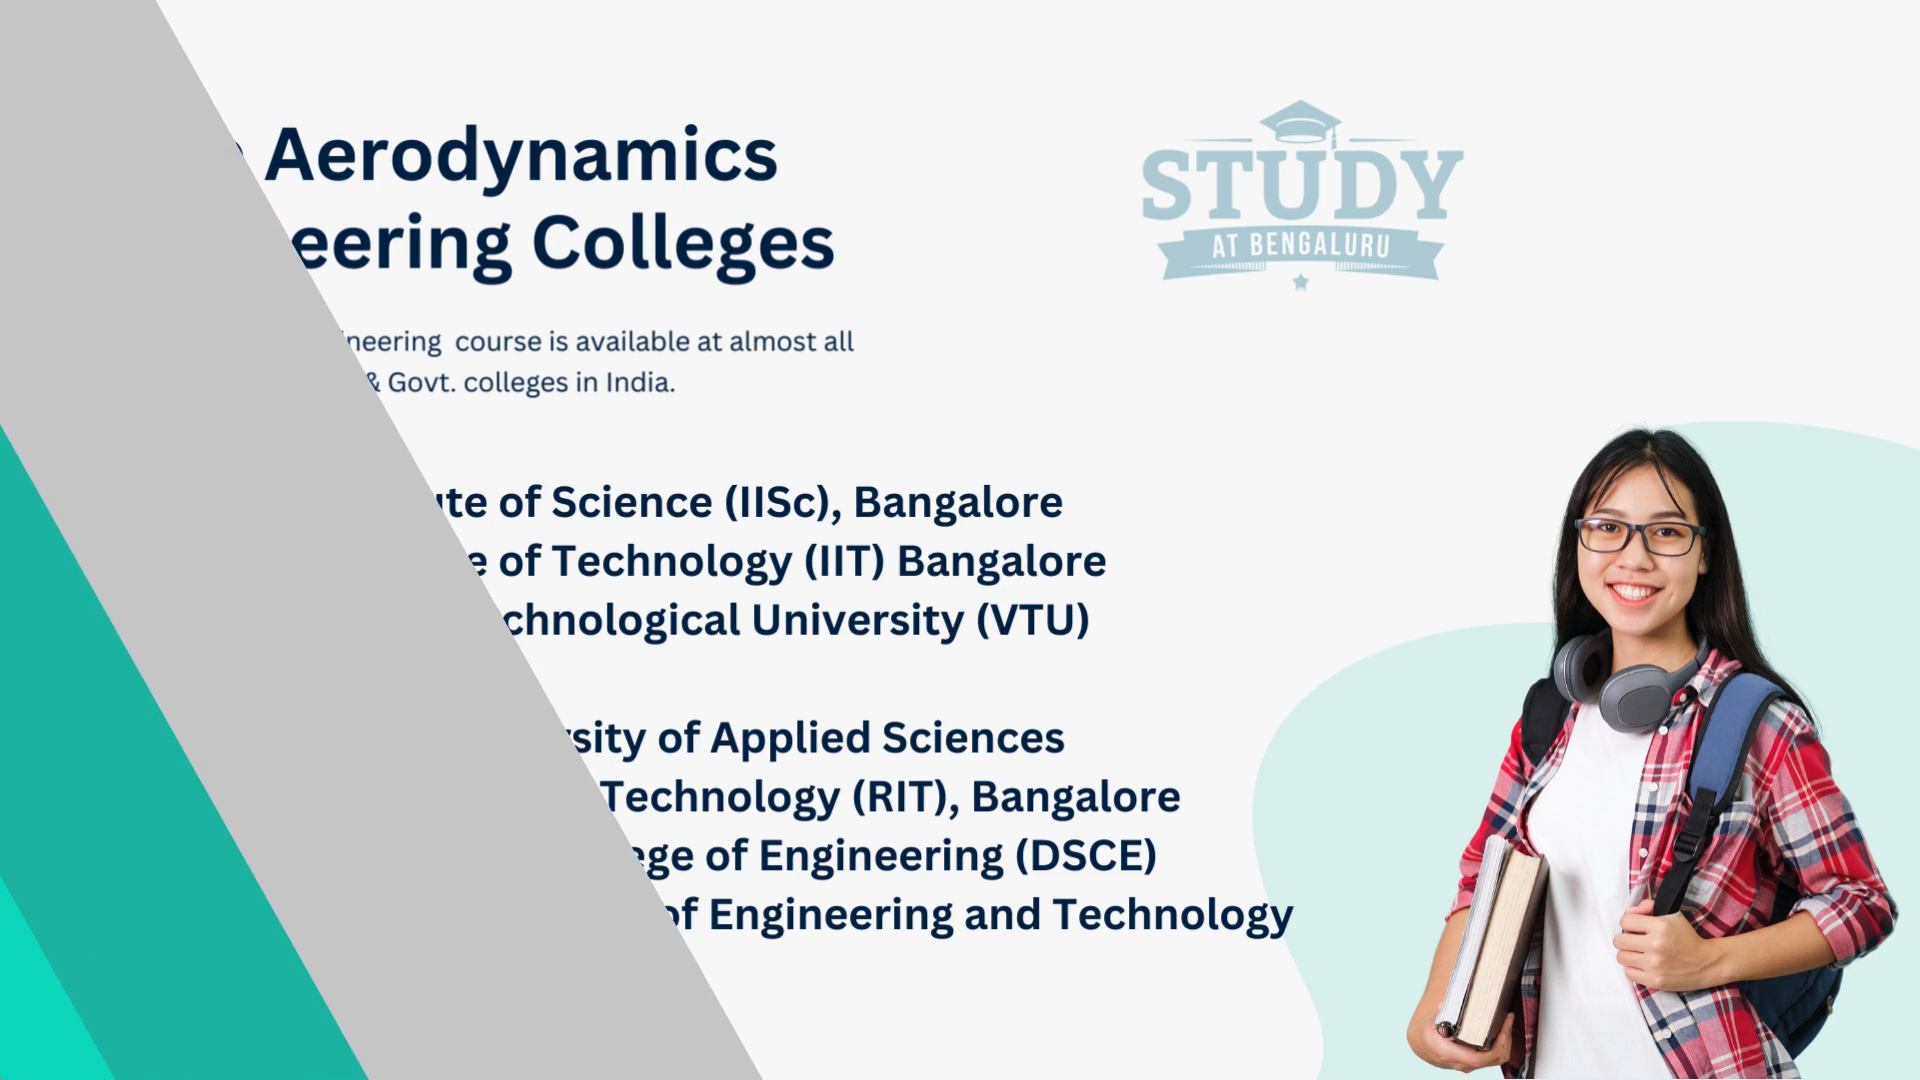 Aerodynamics
eering Colleges
neering course is available at almost all
& Govt. colleges in India.
STUDY
AT BENGALURU
te of Science (IISc), Bangalore
e of Technology (IIT) Bangalore
chnological University (VTU)
sity of Applied Sciences
Technology (RIT), Bangalore
ege of Engineering (DSCE)
of Engineering and Technology